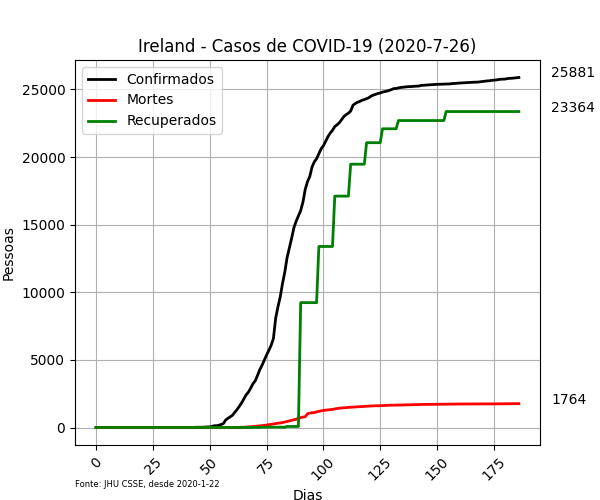 Ireland - Casos de COVID-19 (2020-7-26)
Confirmados
Mortes
Recuperados
25881
23364
1764
Pessoas
25000
20000
15000
10000
5000
0
0
25
50
75
100
125
150
175
Dias
Fonte: JHU CSSE, desde 2020-1-22